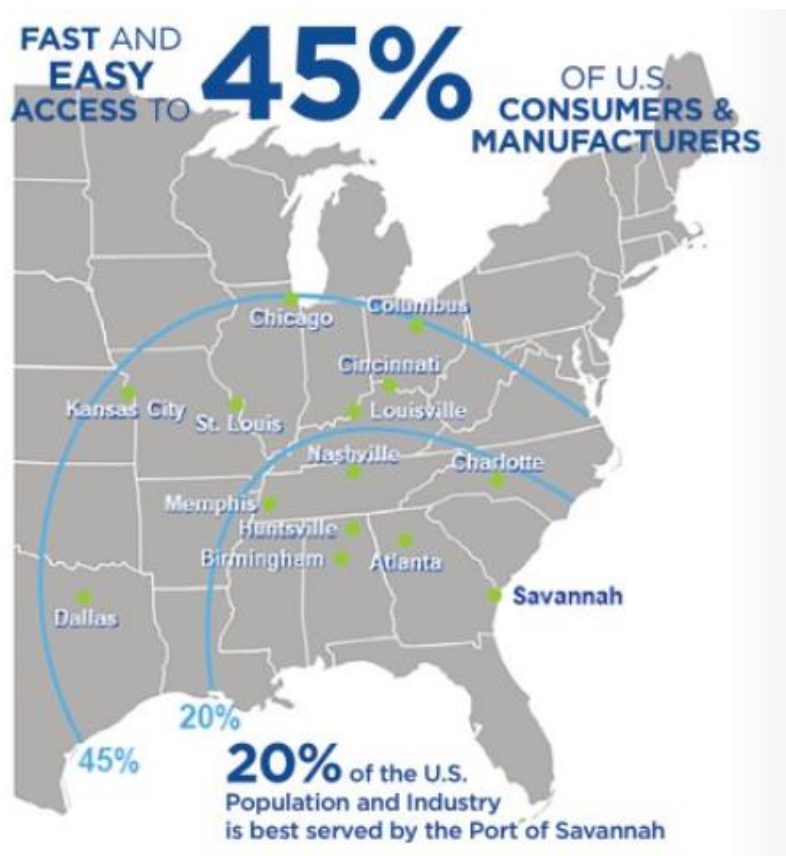 FAST AND
EASY
ACCESS TO
45%
OF U.S.
CONSUMERS &
MANUFACTURERS
Columbus
Chicago
Cincinnati
Kansas City
St. Louis
Louisville
Nashville
Charlotte
Memphis
Huntsville
Birmingham
Atlanta
Savannah
Dallas
20%
45%
20% of the U.S.
Population and Industry
is best served by the Port of Savannah